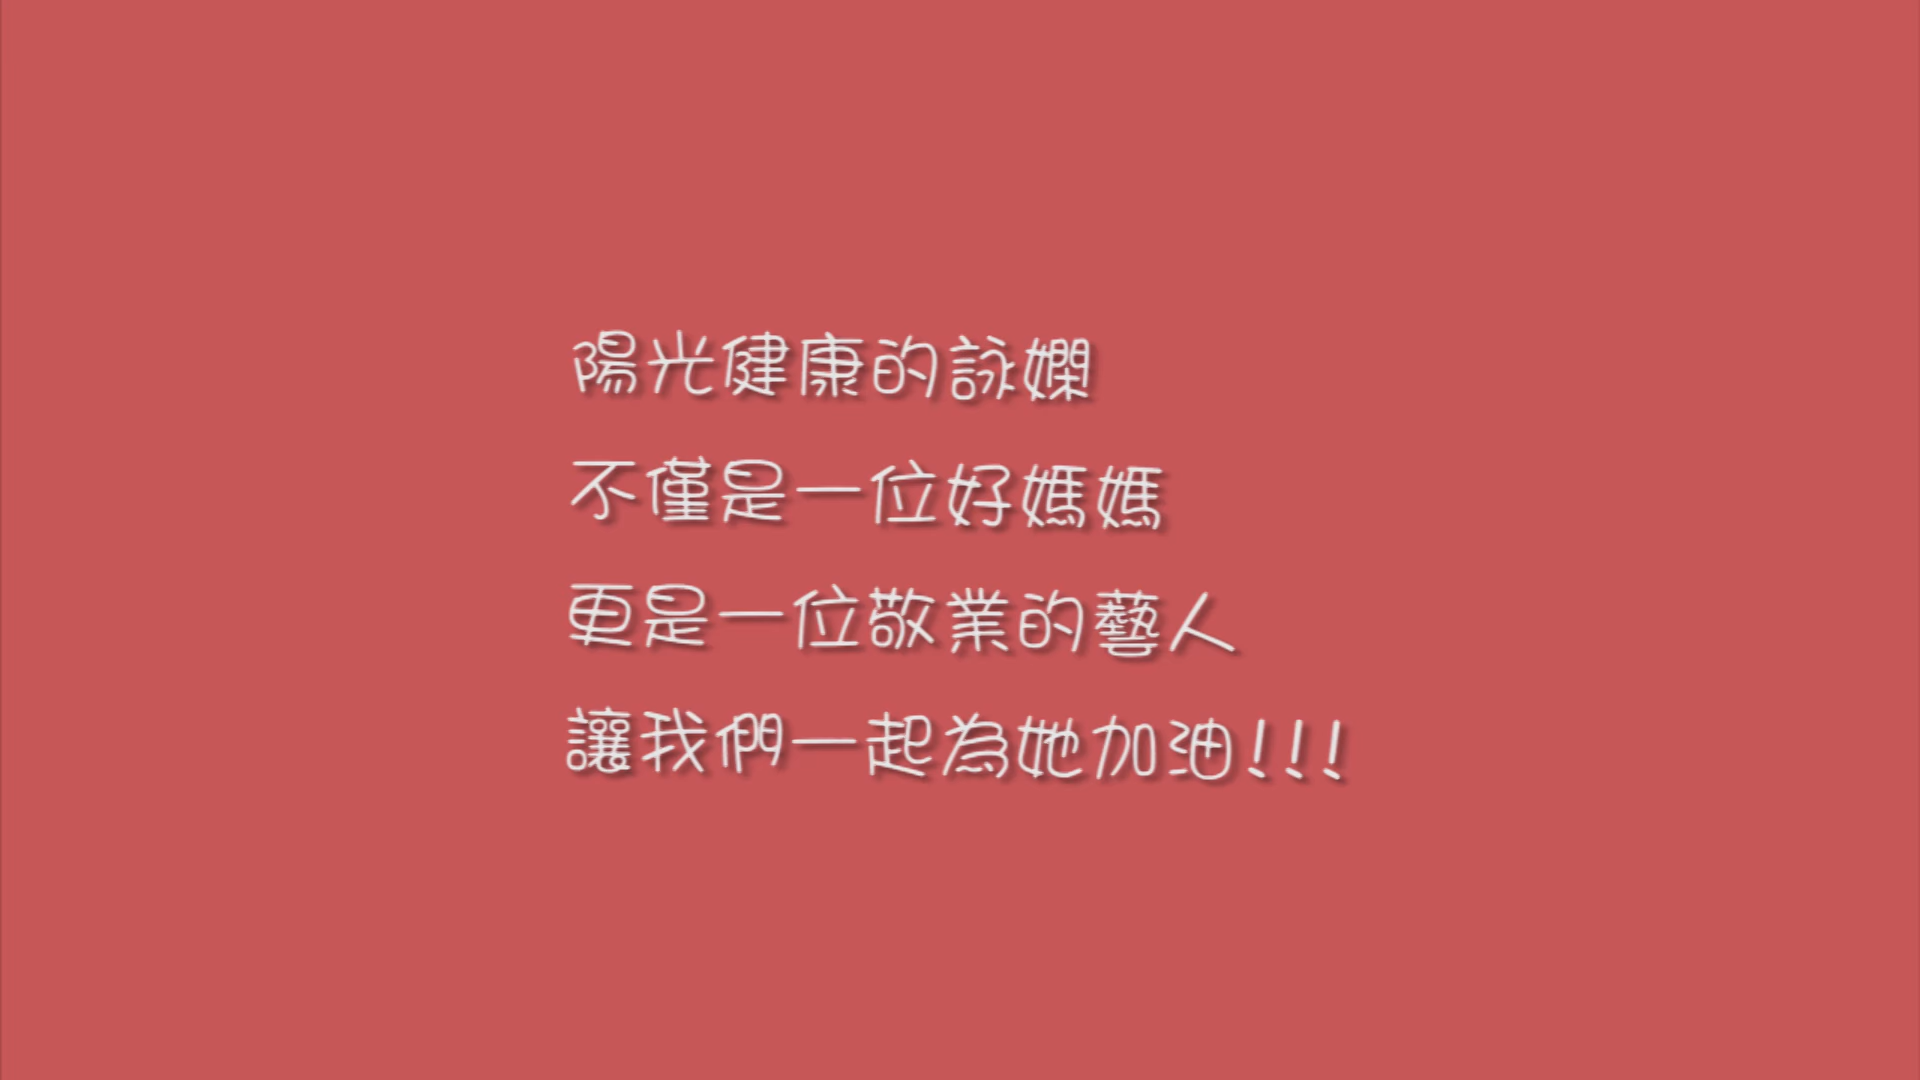 陽光健康的詠嫻
不僅是一位好媽媽
更是一位敬業的藝人
讓我們一起為她加油!!!